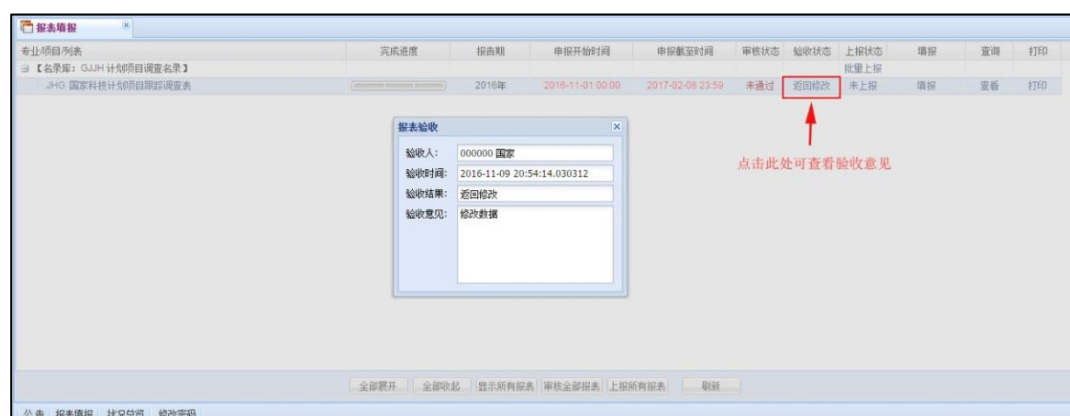 报表填报
专业/项目/列表 完成进度 报告期 申报开始时间 申报截至时间 审核状态 验收状态 上报状态 填报 查询 打印
【名录库：GJJH 计划项目调查名录】 批量上报
JHG 国家科技计划项目跟踪调查表 2016年 2016-11-01 00:00 2017-02-06 23:59 未通过 返回修改 未上报 填报 查看 打印
报表验收
验收人： 000000 国家
验收时间： 2016-11-09 20:54:14.030312
验收结果： 返回修改
验收意见： 修改数据
点击此处可查看验收意见
全部展开 全部收起 显示所有报表 审核全部报表 上报所有报表 刷新
公告 报表填报 状况总览 修改密码